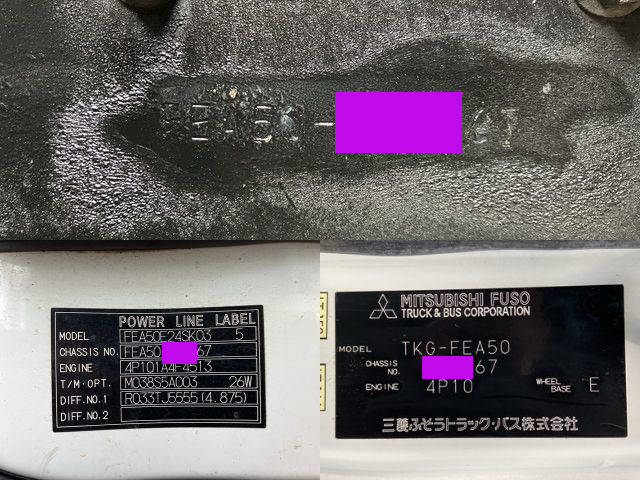 FEA50-
POWER LINE LABEL
MODEL FEA50E24SK03 5
CHASSIS NO. FEA50 67
ENGINE 4P101A4F4513
T/M·OPT. M038S5A003 26W
DIFF.NO.1 R033TJ5555(4.875)
DIFF.NO.2
MITSUBISHI FUSO
TRUCK & BUS CORPORATION
MODEL TKG-FEA50
CHASSIS NO. 67
ENGINE 4P10 WHEEL BASE E
三菱ふそうトラック・バス株式会社